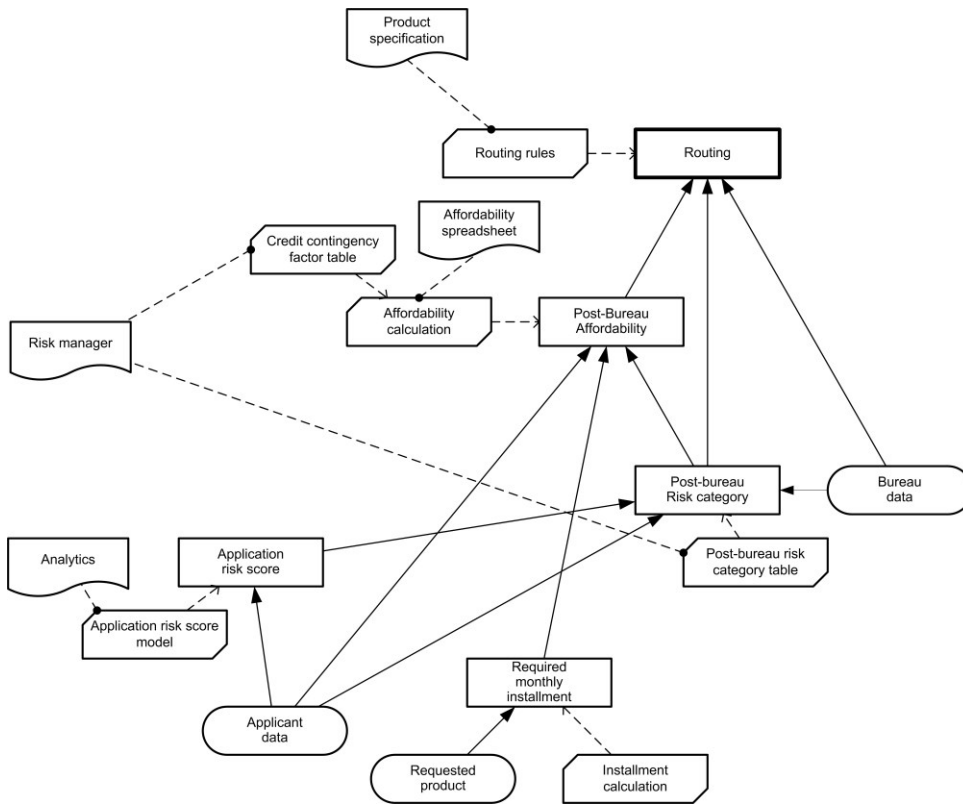 Product
specification
Routing rules
Routing
Affordability
spreadsheet
Credit contingency
factor table
Affordability
calculation
Post-Bureau
Affordability
Risk manager
Post-bureau
Risk category
Bureau
data
Analytics
Application
risk score
Post-bureau risk
category table
Application risk score
model
Required
monthly
installment
Applicant
data
Requested
product
Installment
calculation